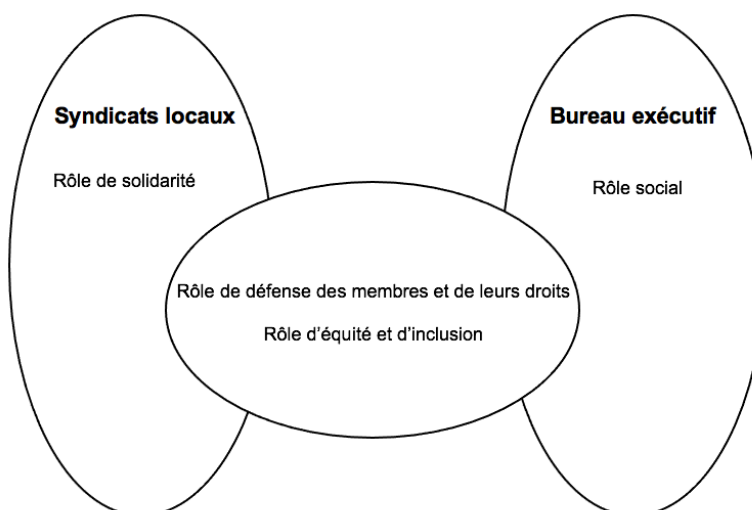 Syndicats locaux
Rôle de solidarité
Bureau exécutif
Rôle social
Rôle de défense des membres et de leurs droits
Rôle d’équité et d’inclusion